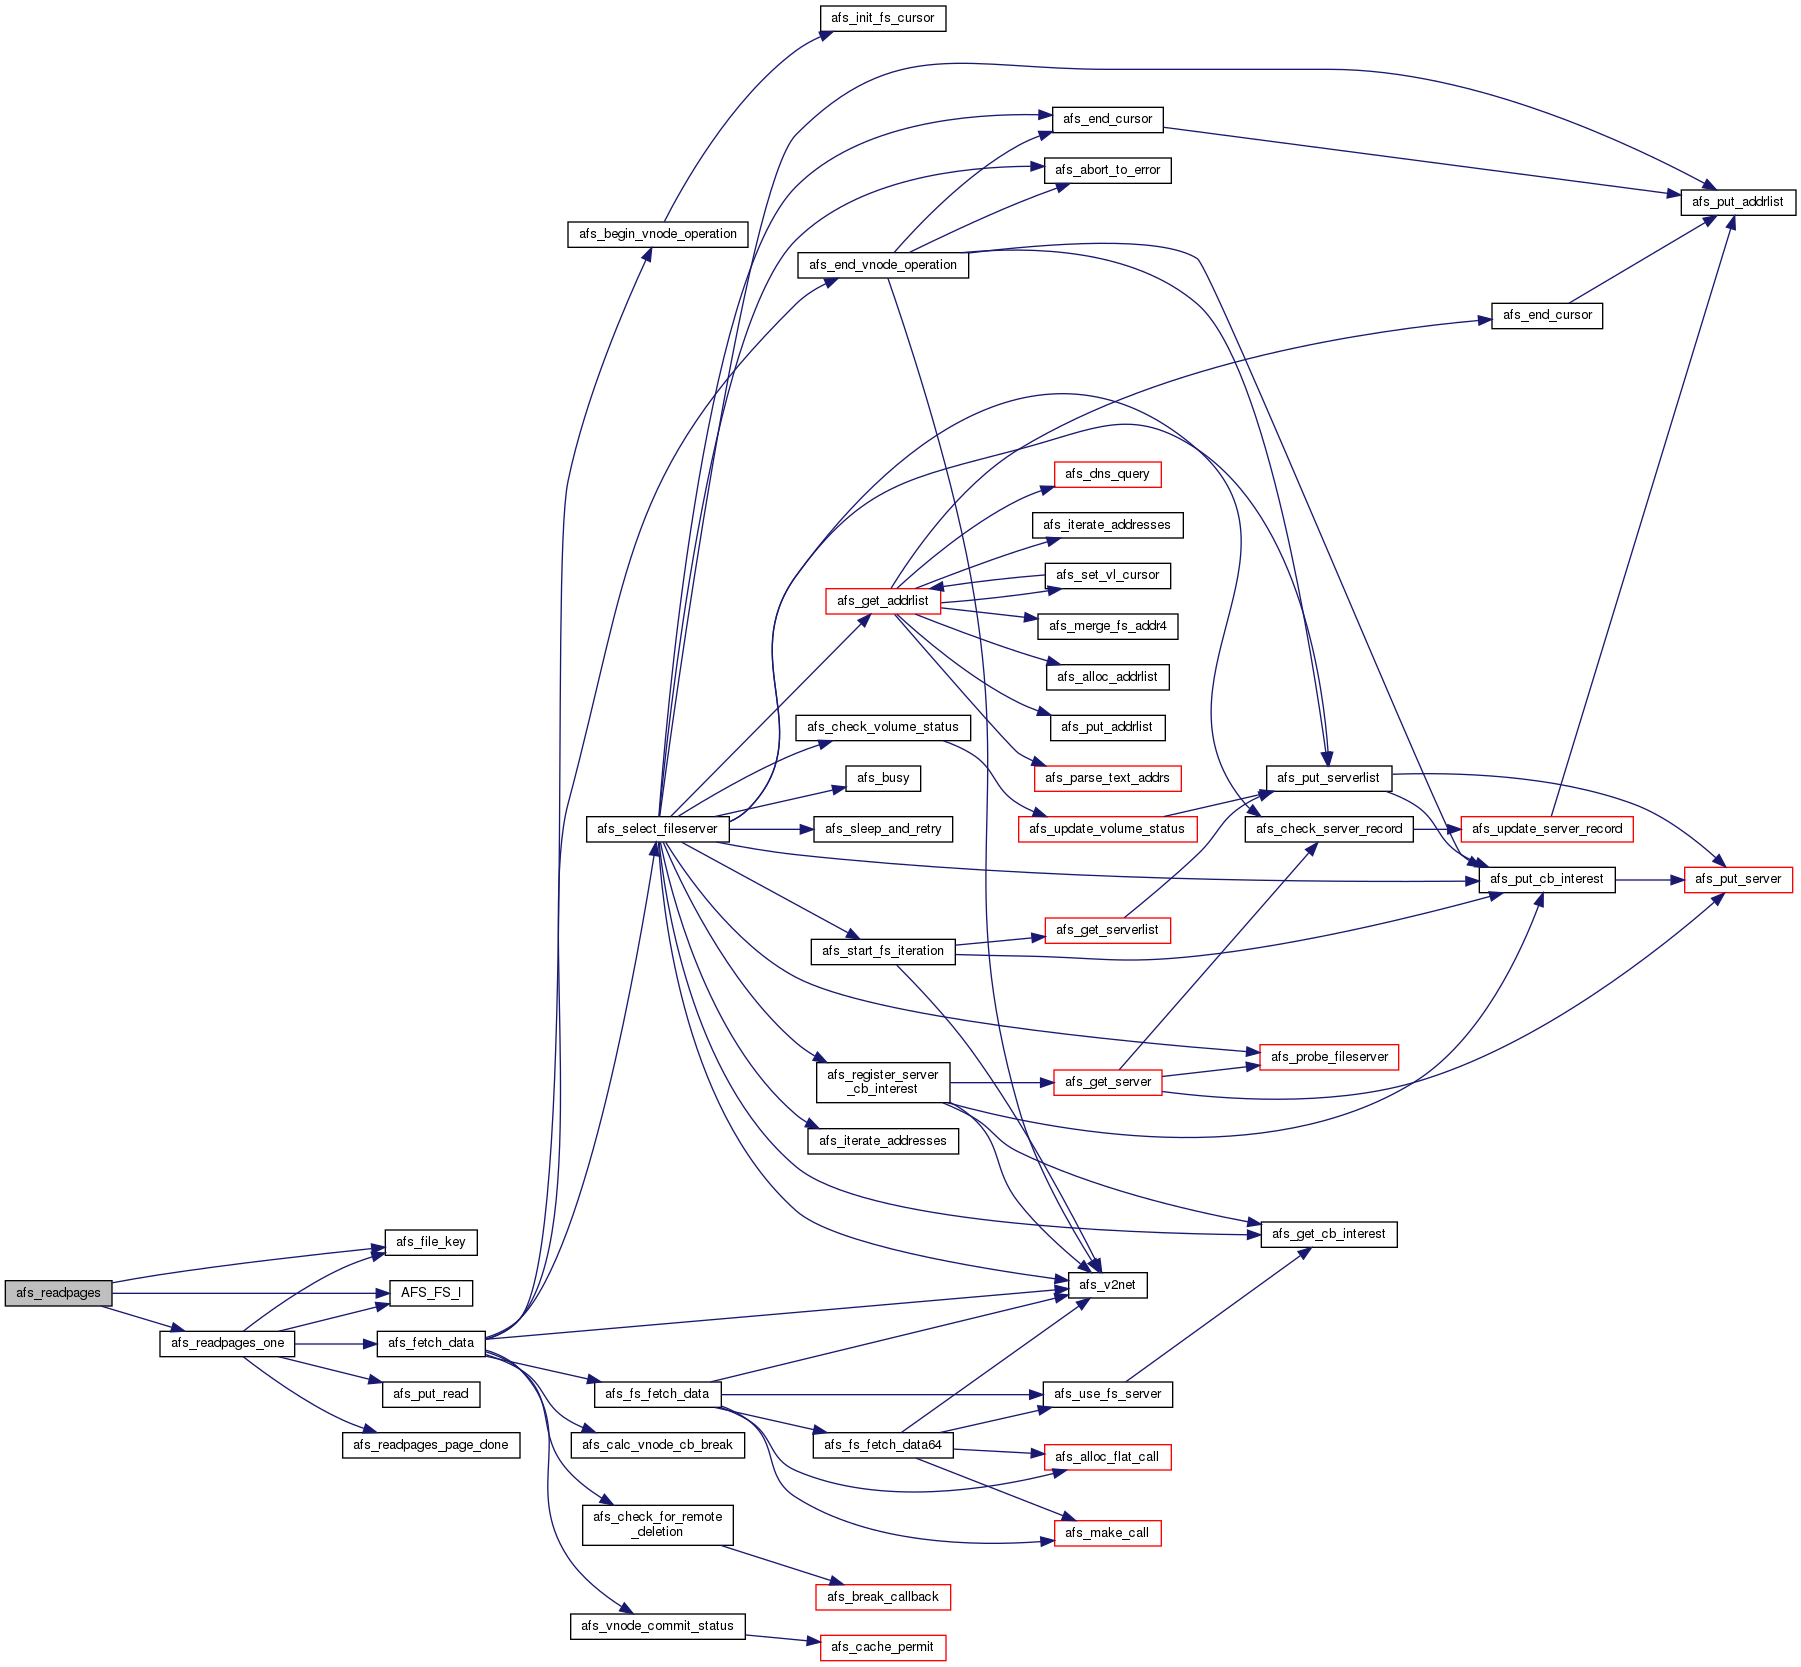 afs_init_fs_cursor
afs_end_cursor
afs_abort_to_error
afs_put_addrlist
afs_begin_vnode_operation
afs_end_vnode_operation
afs_end_cursor
afs_dns_query
afs_iterate_addresses
afs_set_vl_cursor
afs_get_addrlist
afs_merge_fs_addr4
afs_alloc_addrlist
afs_check_volume_status
afs_put_addrlist
afs_busy
afs_parse_text_addrs
afs_put_serverlist
afs_select_fileserver
afs_sleep_and_retry
afs_update_volume_status
afs_check_server_record
afs_update_server_record
afs_put_cb_interest
afs_put_server
afs_get_serverlist
afs_start_fs_iteration
afs_probe_fileserver
afs_register_server
_cb_interest
afs_get_server
afs_iterate_addresses
afs_file_key
afs_get_cb_interest
afs_readpages
AFS_FS_I
afs_v2net
afs_readpages_one
afs_fetch_data
afs_put_read
afs_fs_fetch_data
afs_use_fs_server
afs_readpages_page_done
afs_calc_vnode_cb_break
afs_fs_fetch_data64
afs_alloc_flat_call
afs_check_for_remote
_deletion
afs_make_call
afs_break_callback
afs_vnode_commit_status
afs_cache_permit